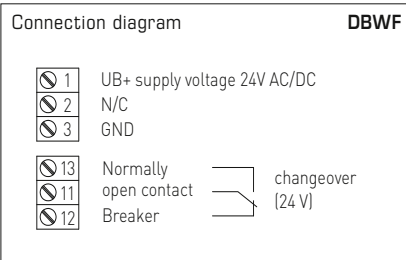 Connection diagram DBWF
1 UB+ supply voltage 24V AC/DC
2 N/C
3 GND
13 Normally
11 open contact
12 Breaker
changeover
(24 V)